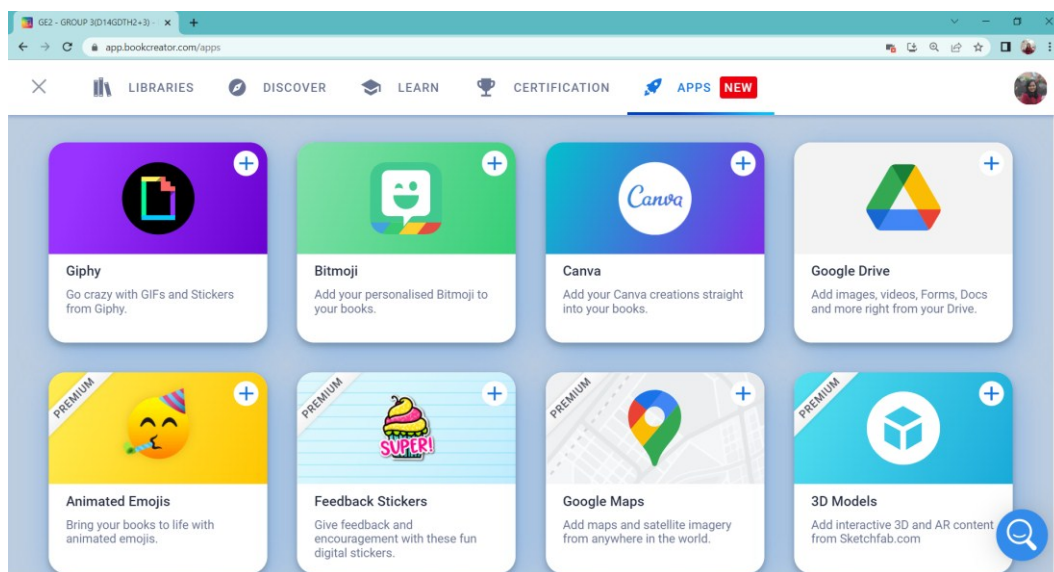 GE2 - GROUP 3(D14GDTH2+3) -
app.bookcreator.com/apps
LIBRARIES
DISCOVER
LEARN
CERTIFICATION
APPS NEW
Canva
Giphy
Go crazy with GIFs and Stickers
from Giphy.
Bitmoji
Add your personalised Bitmoji to
your books.
Canva
Add your Canva creations straight
into your books.
Google Drive
Add images, videos, Forms, Docs
and more right from your Drive.
PREMIUM
Animated Emojis
Bring your books to life with
animated emojis.
PREMIUM
SUPER!
Feedback Stickers
Give feedback and
encouragement with these fun
digital stickers.
PREMIUM
Google Maps
Add maps and satellite imagery
from anywhere in the world.
PREMIUM
3D Models
Add interactive 3D and AR content
from Sketchfab.com